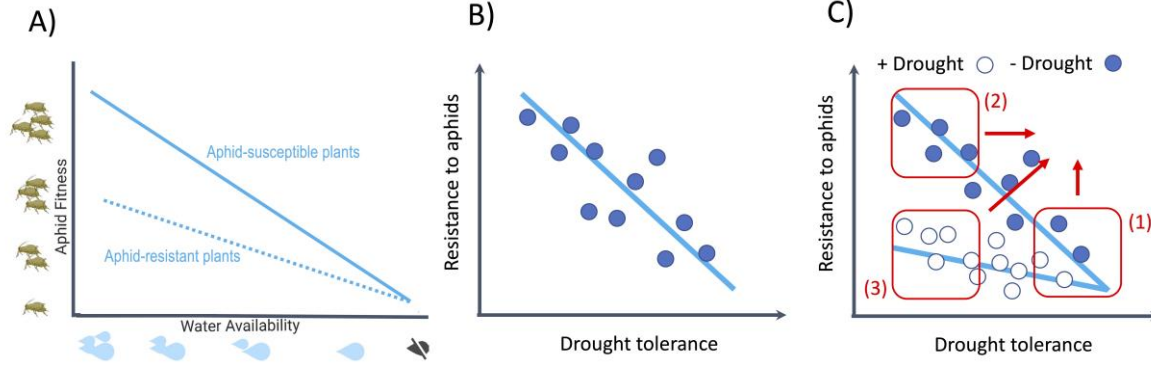 A)
Aphid Fitness
Aphid-susceptible plants
Aphid-resistant plants
Water Availability
B)
Resistance to aphids
Drought tolerance
C)
+ Drought
- Drought
Resistance to aphids
(2)
(1)
(3)
Drought tolerance